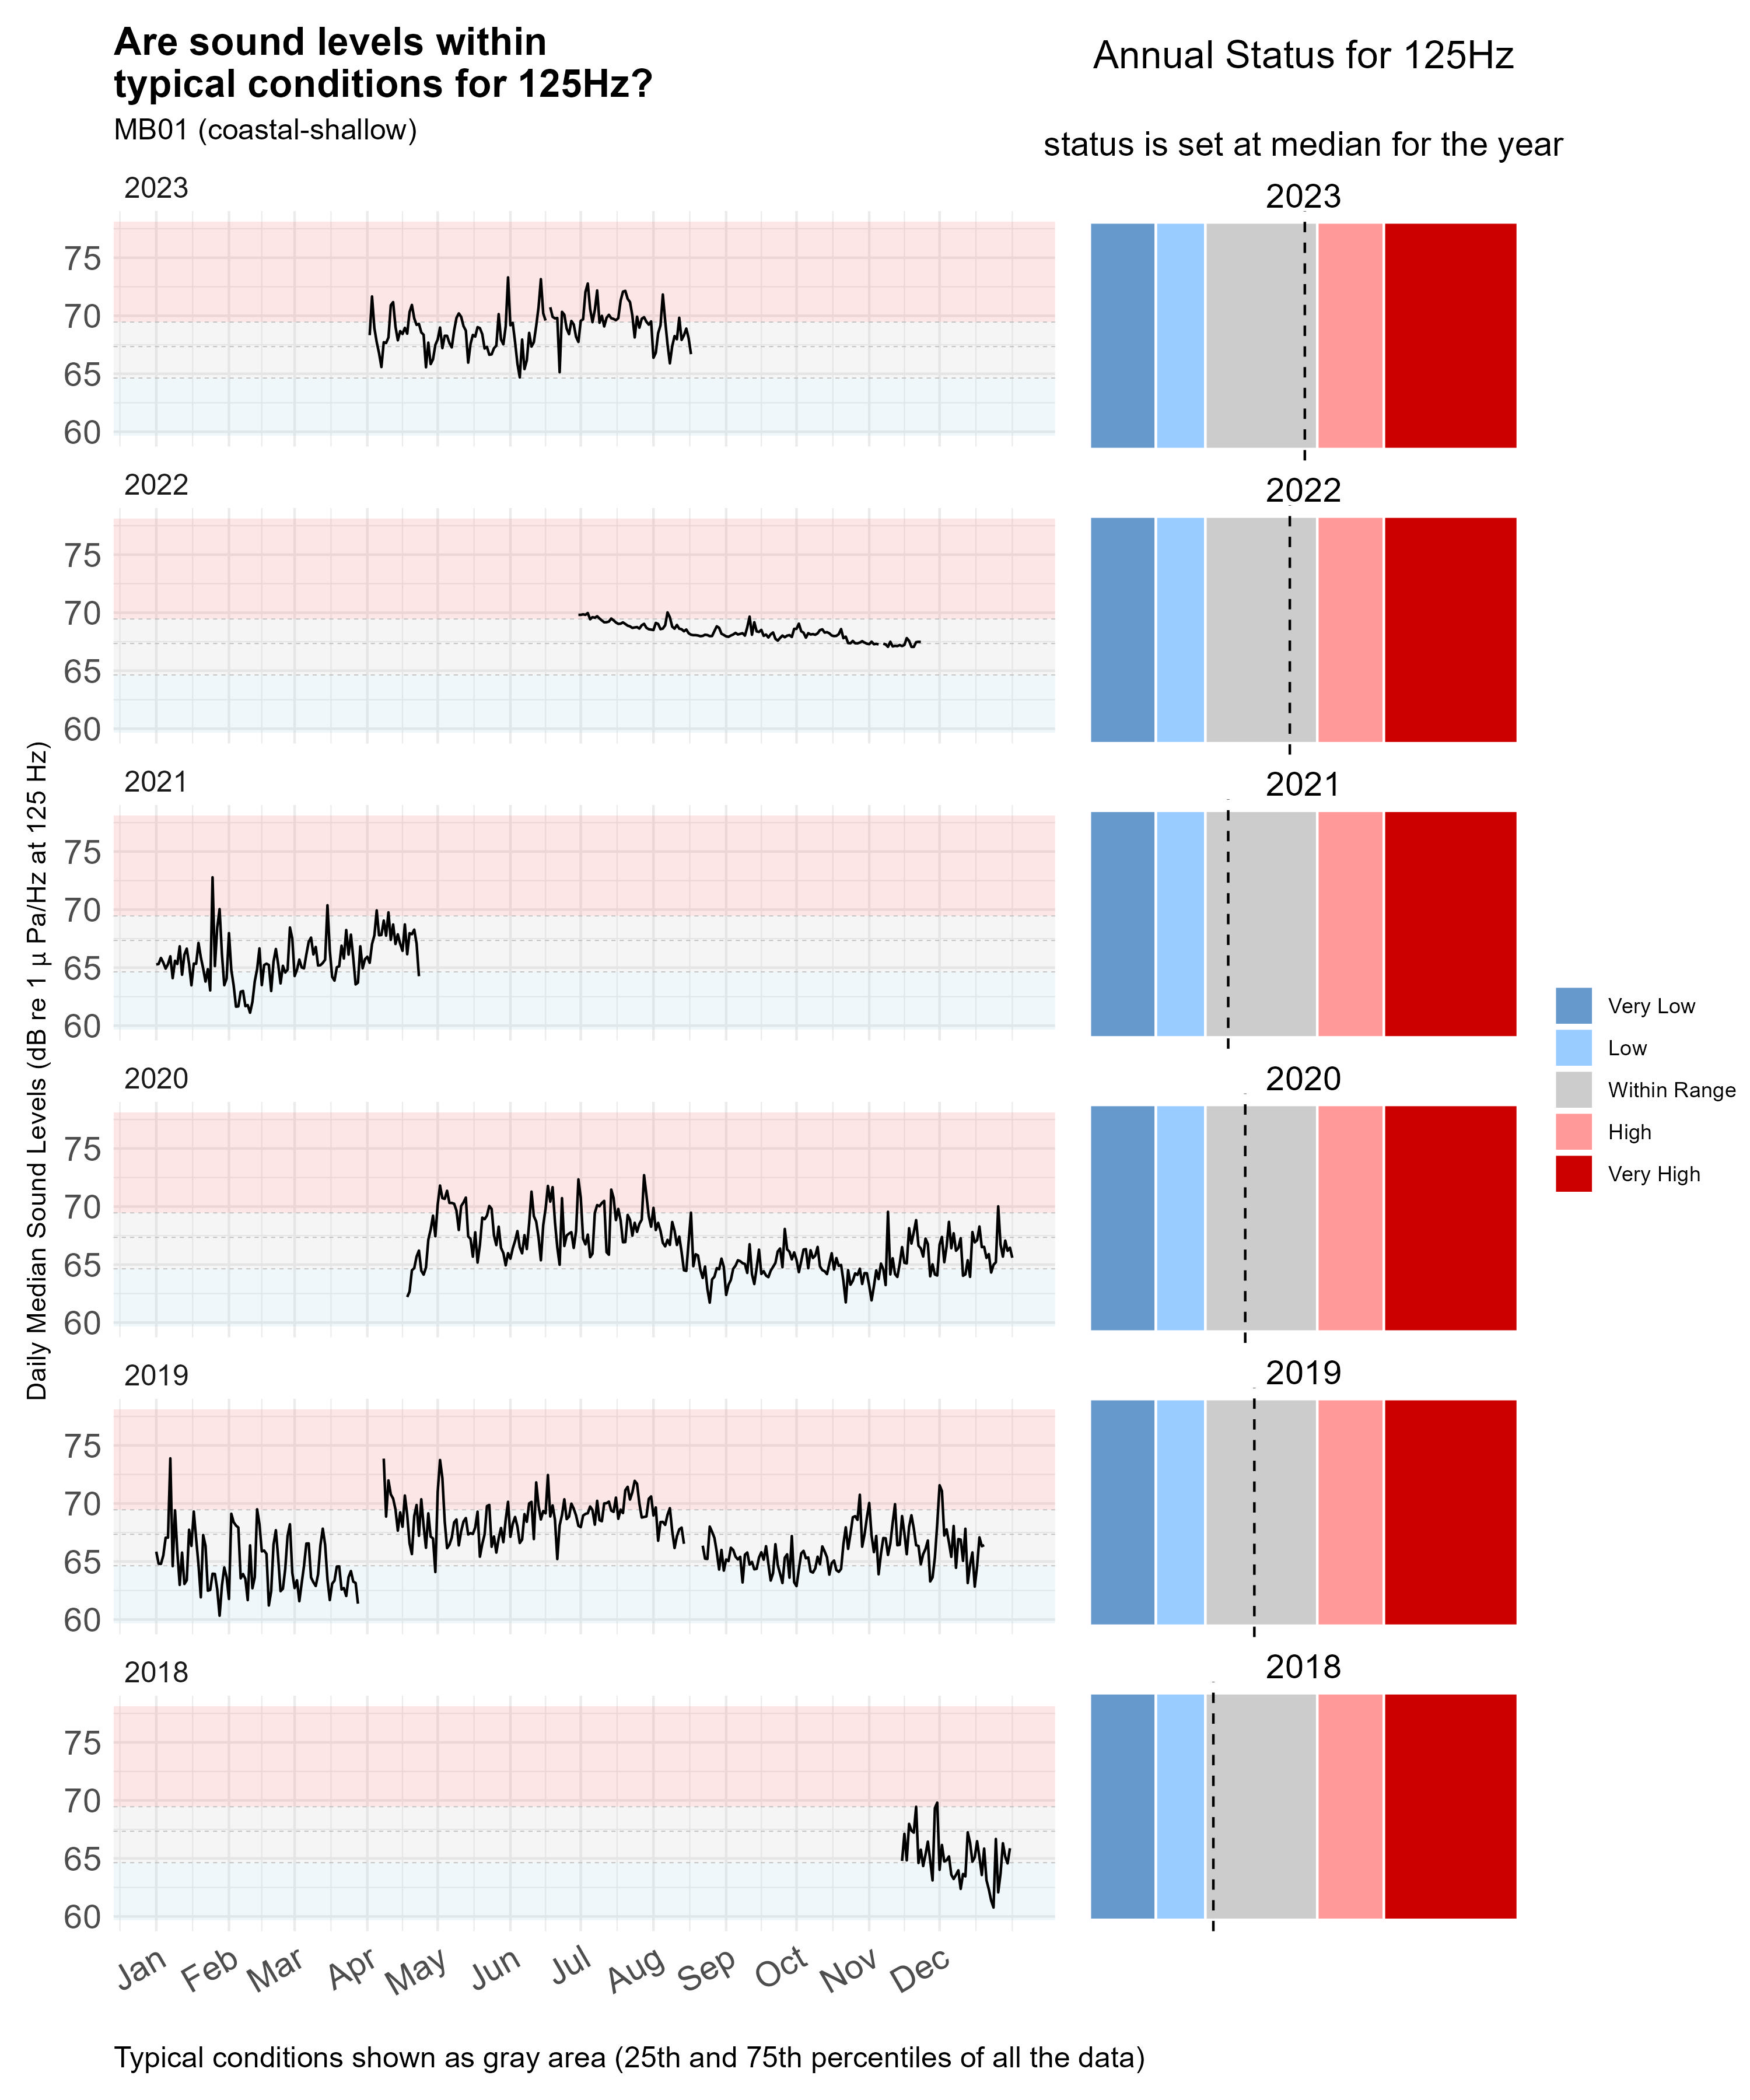 Are sound levels within
typical conditions for 125Hz?
MB01 (coastal-shallow)
Annual Status for 125Hz
status is set at median for the year
Daily Median Sound Levels (dB re 1 µ Pa/Hz at 125 Hz)
2023
75
70
65
60
2023
2022
75
70
65
60
2022
2021
75
70
65
60
2021
2020
75
70
65
60
2020
2019
75
70
65
60
2019
2018
75
70
65
60
2018
Jan Feb Mar Apr May Jun Jul Aug Sep Oct Nov Dec
Very Low
Low
Within Range
High
Very High
Typical conditions shown as gray area (25th and 75th percentiles of all the data)